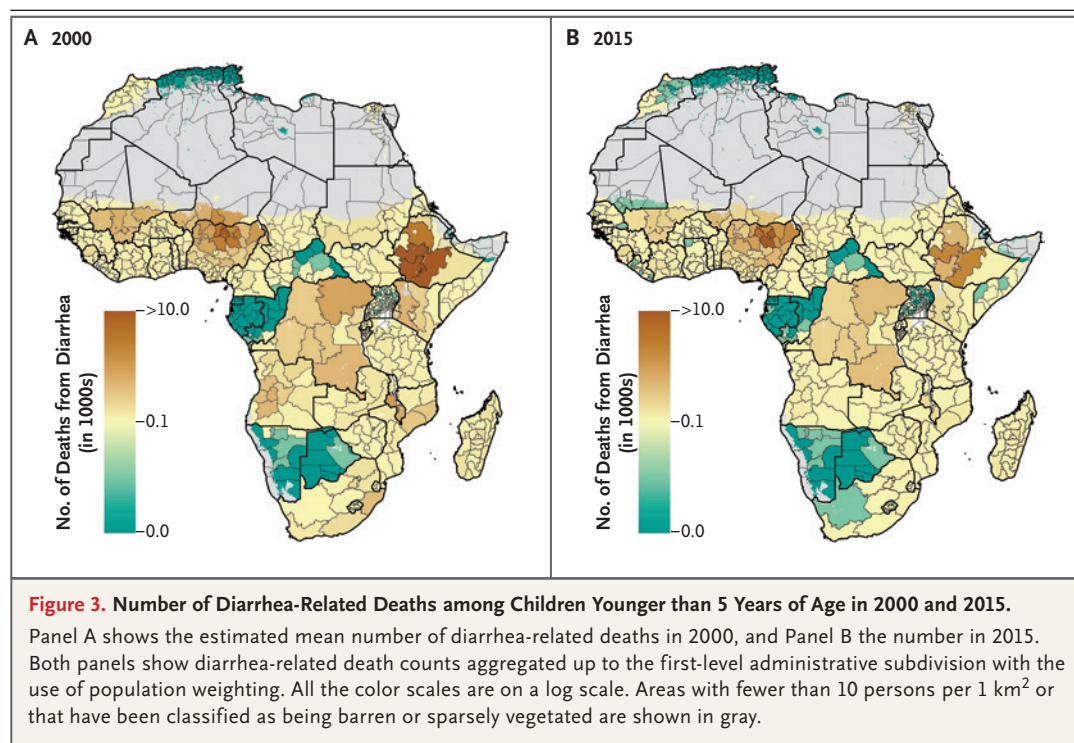 A 2000
B 2015
No. of Deaths from Diarrhea
(in 1000s)
>10.0
0.1
0.0
No. of Deaths from Diarrhea
(in 1000s)
>10.0
0.1
0.0
Figure 3. Number of Diarrhea-Related Deaths among Children Younger than 5 Years of Age in 2000 and 2015.
Panel A shows the estimated mean number of diarrhea-related deaths in 2000, and Panel B the number in 2015.
Both panels show diarrhea-related death counts aggregated up to the first-level administrative subdivision with the
use of population weighting. All the color scales are on a log scale. Areas with fewer than 10 persons per 1 km² or
that have been classified as being barren or sparsely vegetated are shown in gray.